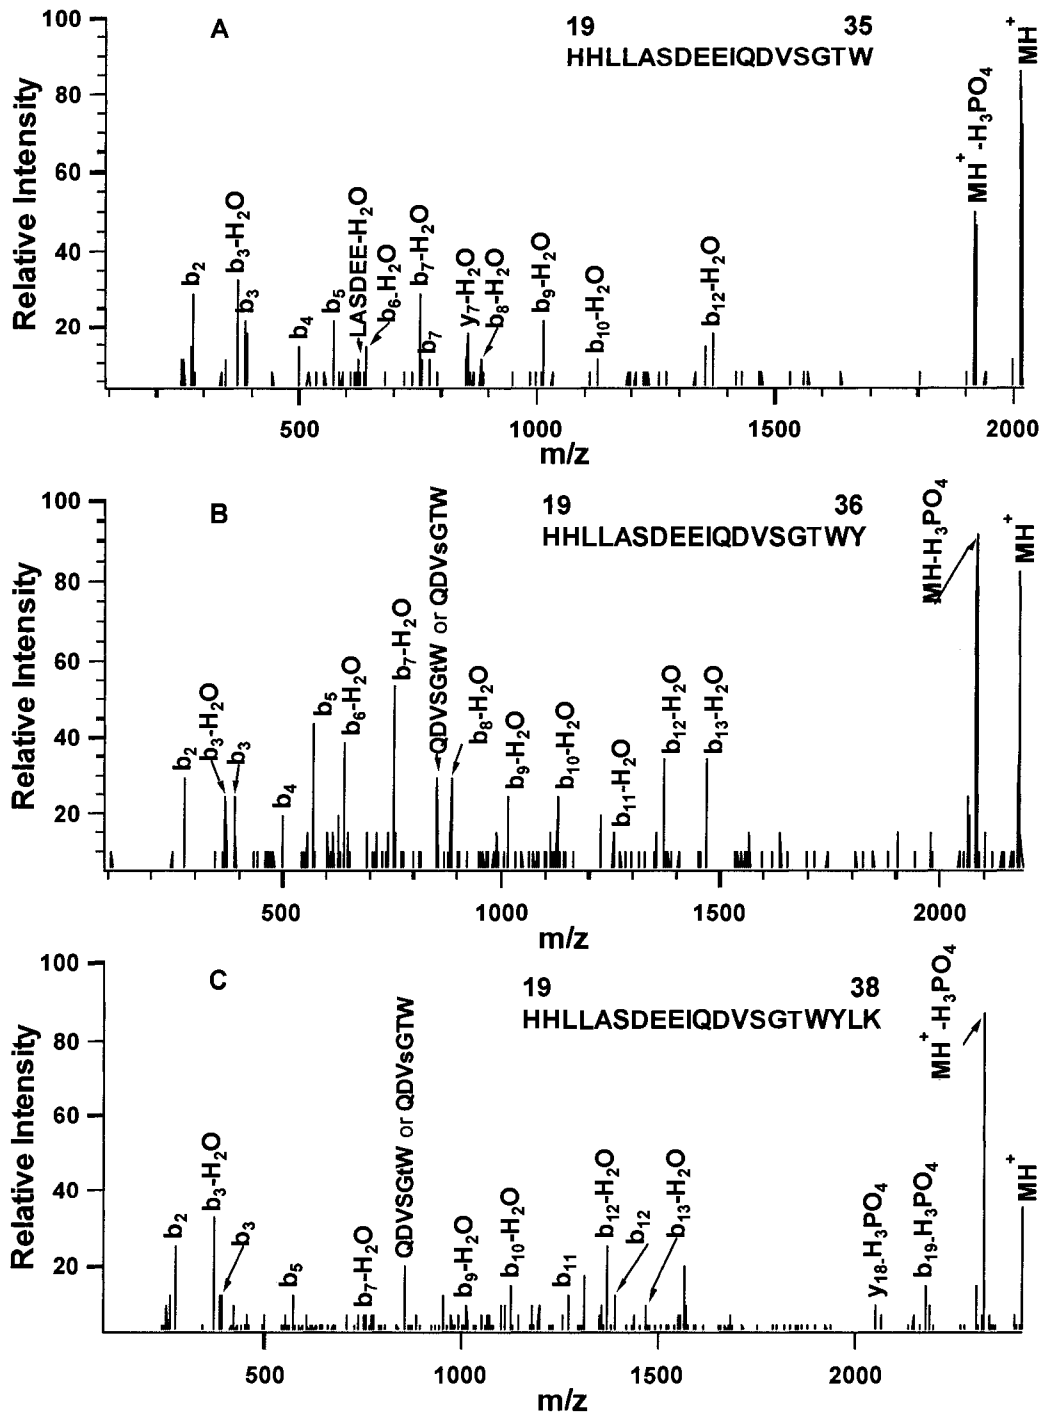 A
19 35
HHLLASDEEIQDVSGTW
Relative Intensity
100
80
60
40
20
b2
b3-H2O
b3
b4
b5
LASDEE-H2O
b6-H2O
b7-H2O
b7
y7-H2O
b8-H2O
b9-H2O
b10-H2O
b12-H2O
MH+-H3PO4
MH+
500 1000 1500 2000
m/z
B
19 36
HHLLASDEEIQDVSGTWY
Relative Intensity
100
80
60
40
20
b2
b3-H2O
b3
b4
b5
b6-H2O
b7-H2O
QDVSGtW or QDVsGTW
b8-H2O
b9-H2O
b10-H2O
b11-H2O
b12-H2O
b13-H2O
MH-H3PO4
MH+
500 1000 1500 2000
m/z
C
19 38
HHLLASDEEIQDVSGTWYLK
Relative Intensity
100
80
60
40
20
b2
b3-H2O
b3
b5
b7-H2O
QDVSGtW or QDVsGTW
b9-H2O
b10-H2O
b11
b12-H2O
b12
b13-H2O
y18-H3PO4
b19-H3PO4
MH+-H3PO4
MH+
500 1000 1500 2000
m/z